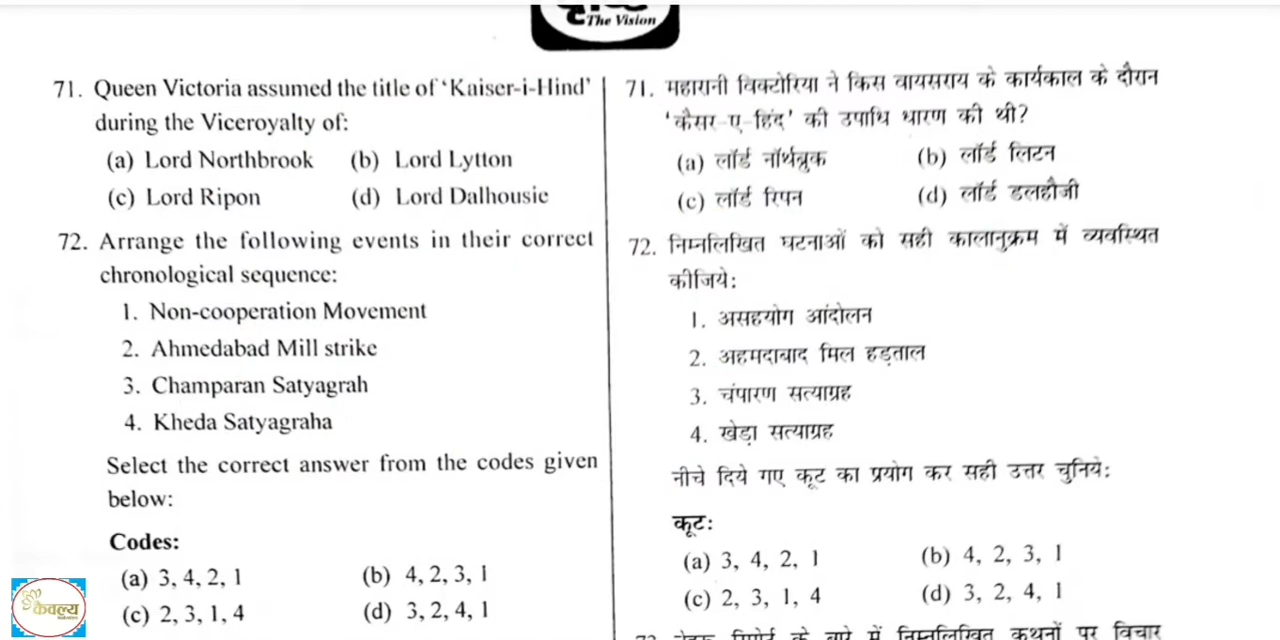 The Vision
71. Queen Victoria assumed the title of ‘Kaiser-i-Hind’
during the Viceroyalty of:
(a) Lord Northbrook (b) Lord Lytton
(c) Lord Ripon (d) Lord Dalhousie
72. Arrange the following events in their correct
chronological sequence:
1. Non-cooperation Movement
2. Ahmedabad Mill strike
3. Champaran Satyagrah
4. Kheda Satyagraha
Select the correct answer from the codes given
below:
Codes:
(a) 3, 4, 2, 1 (b) 4, 2, 3, 1
(c) 2, 3, 1, 4 (d) 3, 2, 4, 1
71. महारानी विक्टोरिया ने किस वायसराय के कार्यकाल के दौरान
‘कैसर-ए-हिंद’ की उपाधि धारण की थी?
(a) लॉर्ड नॉर्थब्रुक (b) लॉर्ड लिटन
(c) लॉर्ड रिपन (d) लॉर्ड डलहौजी
72. निम्नलिखित घटनाओं को सही कालानुक्रम में व्यवस्थित
कीजिये:
1. असहयोग आंदोलन
2. अहमदाबाद मिल हड़ताल
3. चंपारण सत्याग्रह
4. खेड़ा सत्याग्रह
नीचे दिये गए कूट का प्रयोग कर सही उत्तर चुनिये:
कूट:
(a) 3, 4, 2, 1 (b) 4, 2, 3, 1
(c) 2, 3, 1, 4 (d) 3, 2, 4, 1
के बारे में निम्नलिखित कथनों पर विचार
कैवल्य